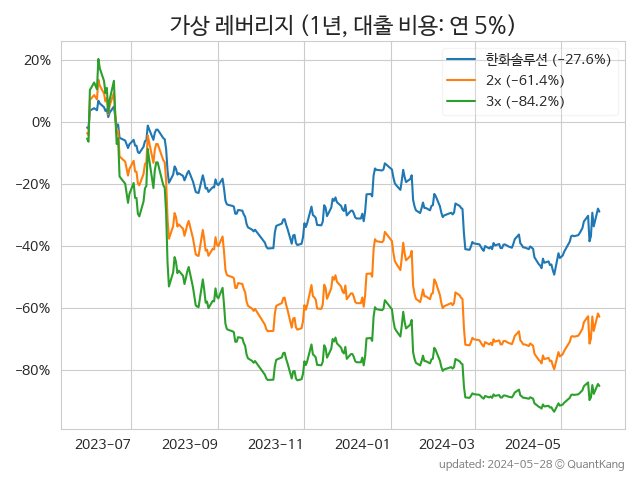 가상 레버리지 (1년, 대출 비용: 연 5%)
한화솔루션 (−27.6%)
2x (−61.4%)
3x (−84.2%)
20%
0%
−20%
−40%
−60%
−80%
2023-07 2023-09 2023-11 2024-01 2024-03 2024-05
updated: 2024-05-28 © QuantKang